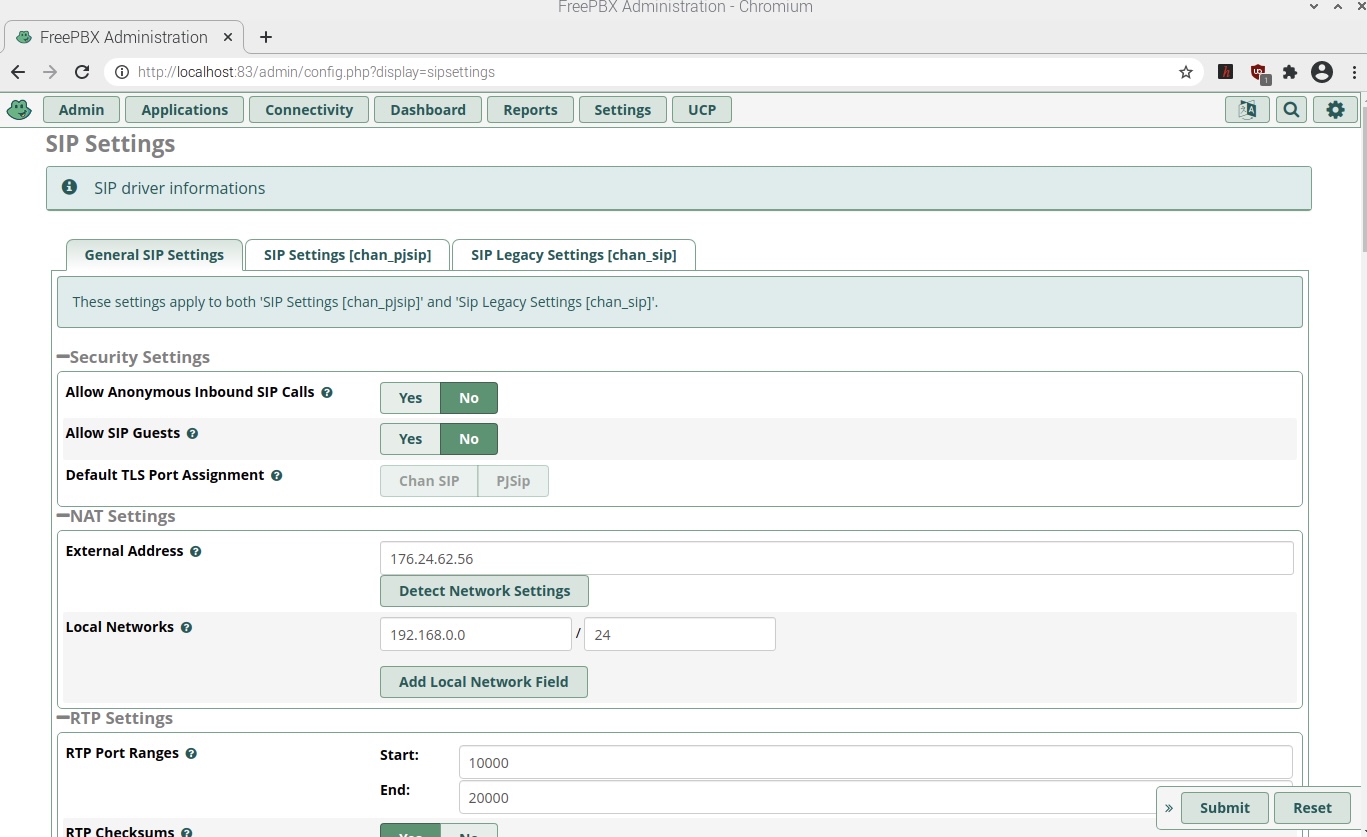 FreePBX Administration - Chromium
FreePBX Administration
http://localhost:83/admin/config.php?display=sipsettings
1
Admin Applications Connectivity Dashboard Reports Settings UCP
SIP Settings
SIP driver informations
General SIP Settings SIP Settings [chan_pjsip] SIP Legacy Settings [chan_sip]
These settings apply to both 'SIP Settings [chan_pjsip]' and 'Sip Legacy Settings [chan_sip]'.
Security Settings
Allow Anonymous Inbound SIP Calls Yes No
Allow SIP Guests Yes No
Default TLS Port Assignment Chan SIP PJSip
NAT Settings
External Address 176.24.62.56
Detect Network Settings
Local Networks 192.168.0.0 / 24
Add Local Network Field
RTP Settings
RTP Port Ranges Start: 10000
End: 20000
» Submit Reset
RTP Checksums Yes No